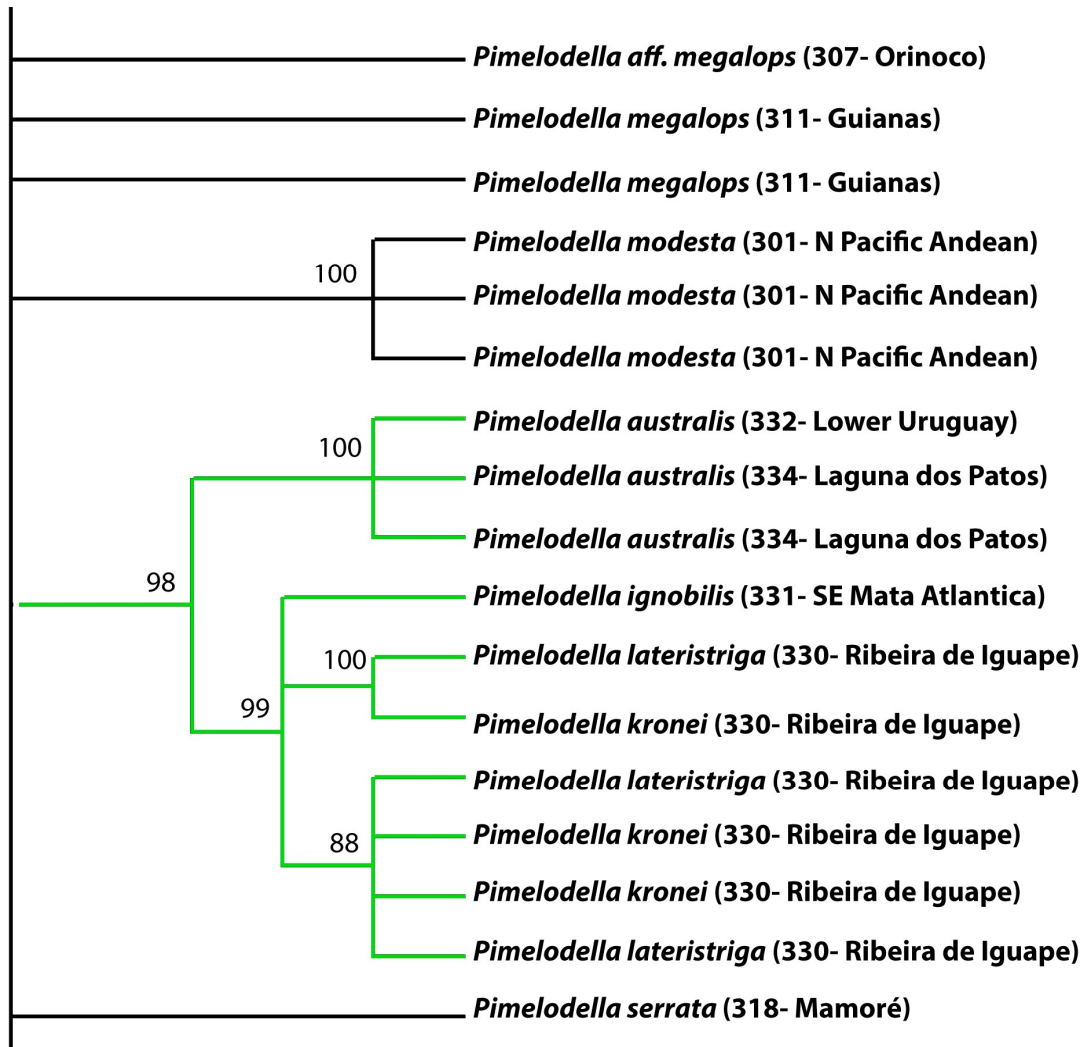 Pimelodella aff. megalops (307- Orinoco)
Pimelodella megalops (311- Guianas)
Pimelodella megalops (311- Guianas)
Pimelodella modesta (301- N Pacific Andean)
100
Pimelodella modesta (301- N Pacific Andean)
Pimelodella modesta (301- N Pacific Andean)
Pimelodella australis (332- Lower Uruguay)
100
Pimelodella australis (334- Laguna dos Patos)
Pimelodella australis (334- Laguna dos Patos)
98
Pimelodella ignobilis (331- SE Mata Atlantica)
100
Pimelodella lateristriga (330- Ribeira de Iguape)
99
Pimelodella kronei (330- Ribeira de Iguape)
Pimelodella lateristriga (330- Ribeira de Iguape)
88
Pimelodella kronei (330- Ribeira de Iguape)
Pimelodella kronei (330- Ribeira de Iguape)
Pimelodella lateristriga (330- Ribeira de Iguape)
Pimelodella serrata (318- Mamoré)